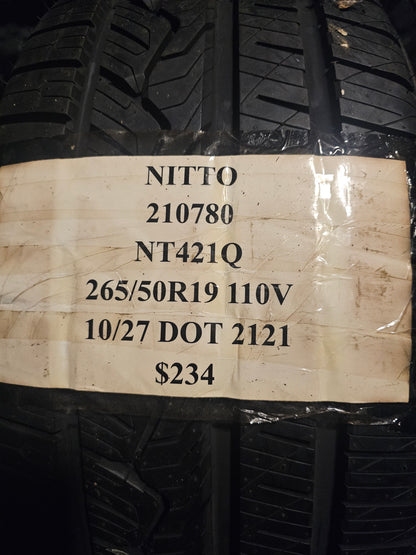 NITTO
210780
NT421Q
265/50R19 110V
10/27 DOT 2121
$234